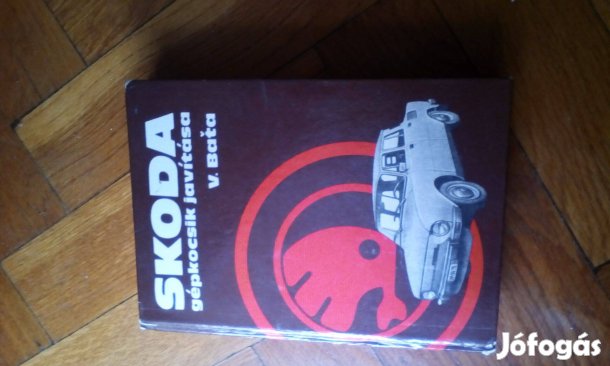 SKODA
gépkocsik javítása
V. Baťa
Jófogás